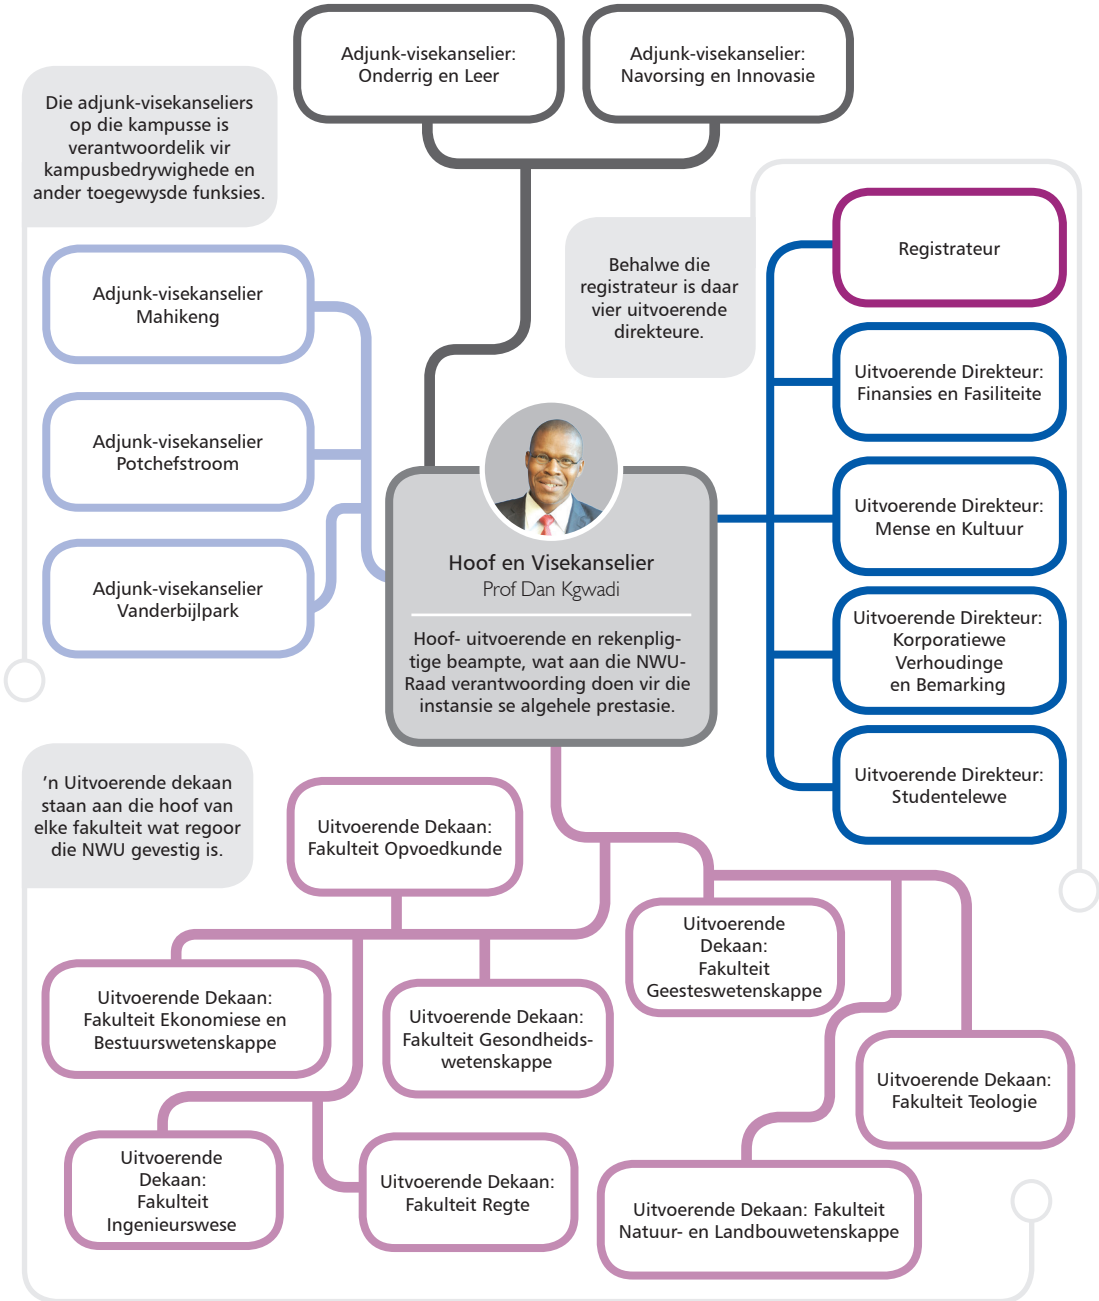 Adjunk-visekanselier:
Onderrig en Leer
Adjunk-visekanselier:
Navorsing en Innovasie
Die adjunk-visekanseliers
op die kampusse is
verantwoordelik vir
kampusbedrywighede en
ander toegewysde funksies.
Adjunk-visekanselier
Mahikeng
Adjunk-visekanselier
Potchefstroom
Adjunk-visekanselier
Vanderbijlpark
Behalwe die
registrateur is daar
vier uitvoerende
direkteure.
Registrateur
Uitvoerende Direkteur:
Finansies en Fasiliteite
Uitvoerende Direkteur:
Mense en Kultuur
Uitvoerende Direkteur:
Korporatiewe
Verhoudinge
en Bemarking
Uitvoerende Direkteur:
Studentelewe
Hoof en Visekanselier
Prof Dan Kgwadi
Hoof- uitvoerende en rekenplig-
tige beampte, wat aan die NWU-
Raad verantwoording doen vir die
instansie se algehele prestasie.
’n Uitvoerende dekaan
staan aan die hoof van
elke fakulteit wat regoor
die NWU gevestig is.
Uitvoerende Dekaan:
Fakulteit Opvoedkunde
Uitvoerende
Dekaan:
Fakulteit
Geesteswetenskappe
Uitvoerende Dekaan:
Fakulteit Ekonomiese en
Bestuurswetenskappe
Uitvoerende Dekaan:
Fakulteit Gesondheids-
wetenskappe
Uitvoerende Dekaan:
Fakulteit Teologie
Uitvoerende
Dekaan:
Fakulteit
Ingenieurswese
Uitvoerende Dekaan:
Fakulteit Regte
Uitvoerende Dekaan: Fakulteit
Natuur- en Landbouwetenskappe